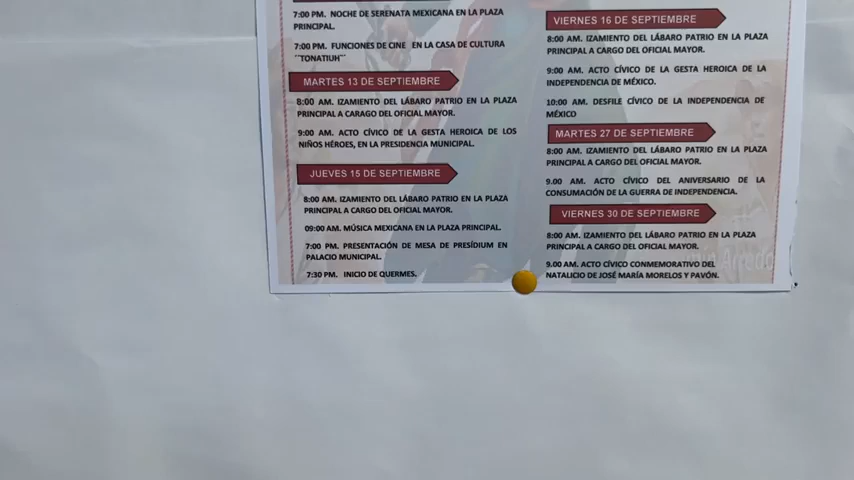 7:00 PM. NOCHE DE SERENATA MEXICANA EN LA PLAZA
PRINCIPAL.
7:00 PM. FUNCIONES DE CINE EN LA CASA DE CULTURA
´´TONATIUH¨¨
MARTES 13 DE SEPTIEMBRE
8:00 AM. IZAMIENTO DEL LÁBARO PATRIO EN LA PLAZA
PRINCIPAL A CARAGO DEL OFICIAL MAYOR.
9:00 AM. ACTO CÍVICO DE LA GESTA HEROICA DE LOS
NIÑOS HÉROES, EN LA PRESIDENCIA MUNICIPAL.
JUEVES 15 DE SEPTIEMBRE
8:00 AM. IZAMIENTO DEL LÁBARO PATRIO EN LA PLAZA
PRINCIPAL A CARGO DEL OFICIAL MAYOR.
09:00 AM. MÚSICA MEXICANA EN LA PLAZA PRINCIPAL.
7:00 PM. PRESENTACIÓN DE MESA DE PRESÍDIUM EN
PALACIO MUNICIPAL.
7:30 PM. INICIO DE QUERMES.
VIERNES 16 DE SEPTIEMBRE
8:00 AM. IZAMIENTO DEL LÁBARO PATRIO EN LA PLAZA
PRINCIPAL A CARGO DEL OFICIAL MAYOR.
9:00 AM. ACTO CÍVICO DE LA GESTA HEROICA DE LA
INDEPENDENCIA DE MÉXICO.
10:00 AM. DESFILE CÍVICO DE LA INDEPENDENCIA DE
MÉXICO
MARTES 27 DE SEPTIEMBRE
8:00 AM. IZAMIENTO DEL LÁBARO PATRIO EN LA PLAZA
PRINCIPAL A CARGO DEL OFICIAL MAYOR.
9.00 AM. ACTO CÍVICO DEL ANIVERSARIO DE LA
CONSUMACIÓN DE LA GUERRA DE INDEPENDENCIA.
VIERNES 30 DE SEPTIEMBRE
8:00 AM. IZAMIENTO DEL LÁBARO PATRIO EN LA PLAZA
PRINCIPAL A CARGO DEL OFICIAL MAYOR.
9.00 AM. ACTO CÍVICO CONMEMORATIVO DEL
NATALICIO DE JOSÉ MARÍA MORELOS Y PAVÓN.